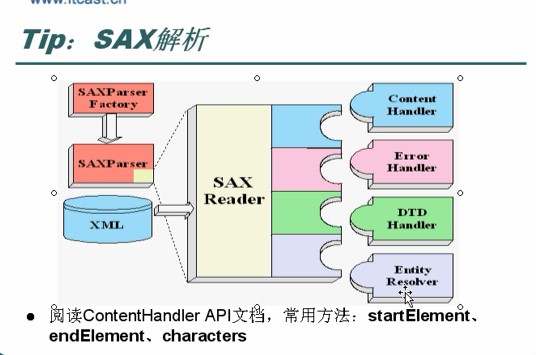 www.itcast.cn
Tip：SAX解析
SAXParser
Factory
SAXParser
XML
SAX
Reader
Content
Handler
Error
Handler
DTD
Handler
Entity
Resolver
● 阅读ContentHandler API文档，常用方法：startElement、
endElement、characters